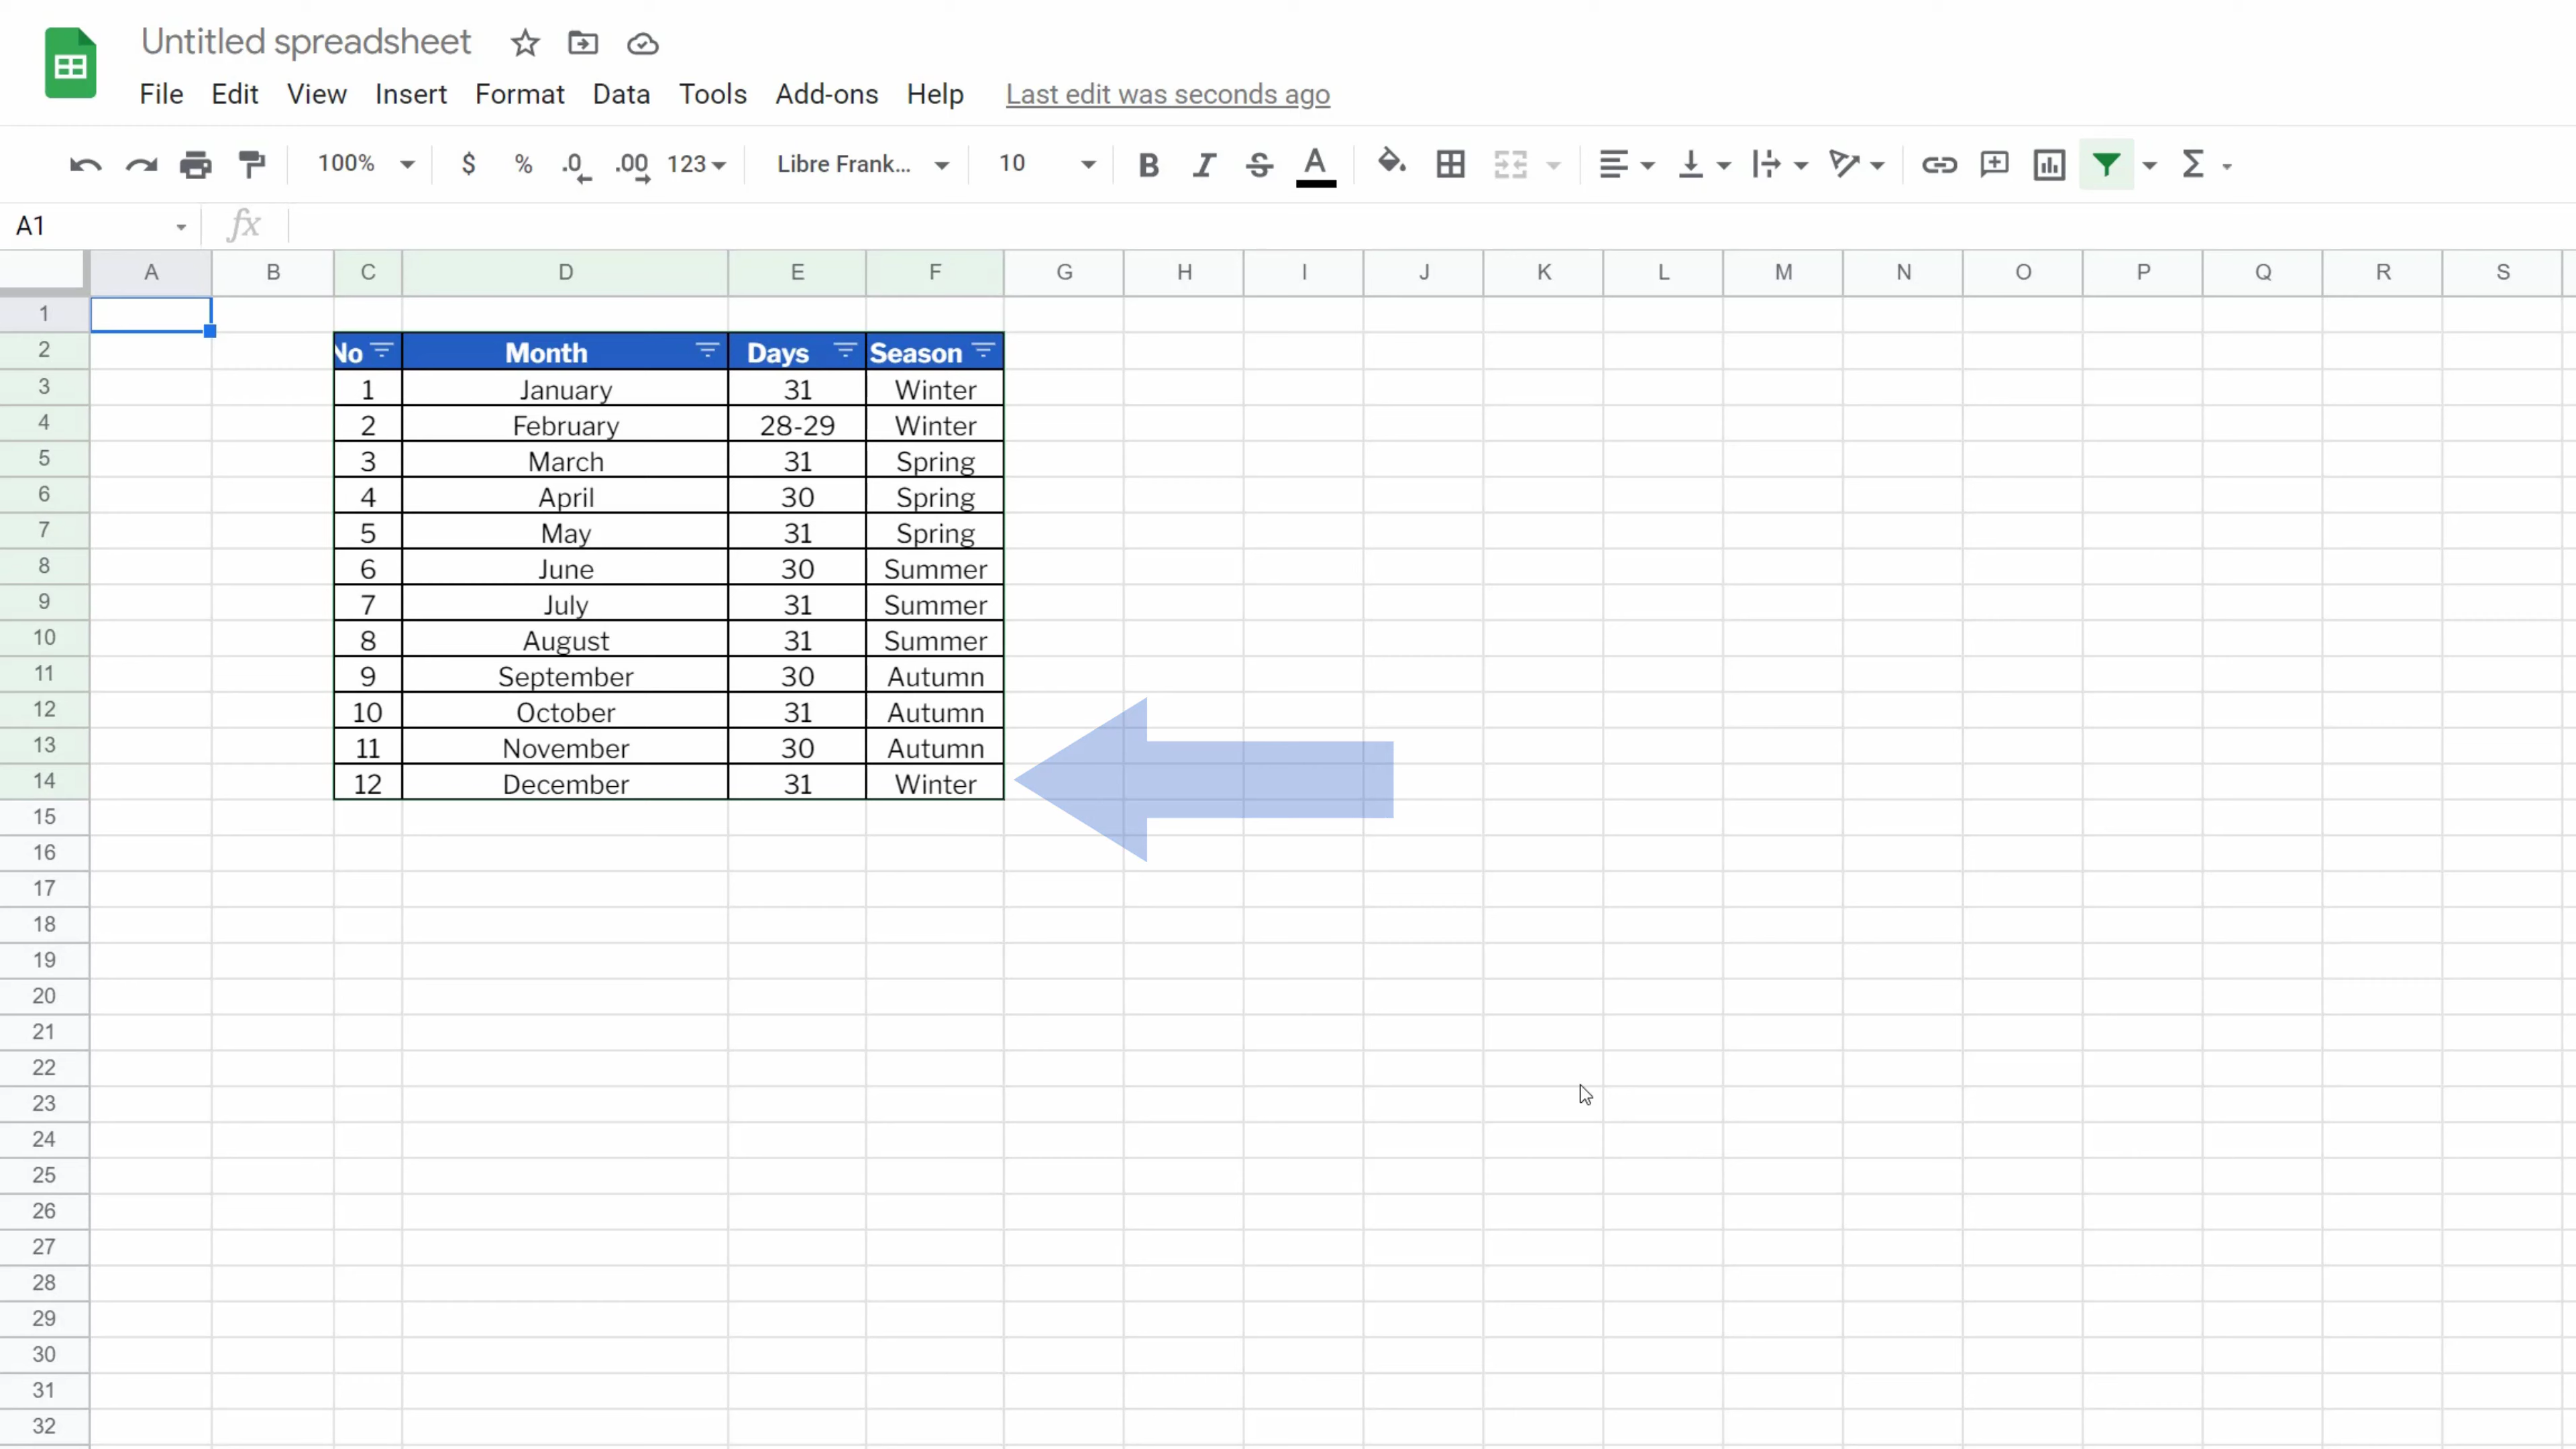 Untitled spreadsheet
File Edit View Insert Format Data Tools Add-ons Help Last edit was seconds ago
100% $ % .0 .00 123 Libre Frank... 10 B I S A Σ
A1 fx
A B C D E F G H I J K L M N O P Q R S
1
2 No Month Days Season
3 1 January 31 Winter
4 2 February 28-29 Winter
5 3 March 31 Spring
6 4 April 30 Spring
7 5 May 31 Spring
8 6 June 30 Summer
9 7 July 31 Summer
10 8 August 31 Summer
11 9 September 30 Autumn
12 10 October 31 Autumn
13 11 November 30 Autumn
14 12 December 31 Winter
15
16
17
18
19
20
21
22
23
24
25
26
27
28
29
30
31
32